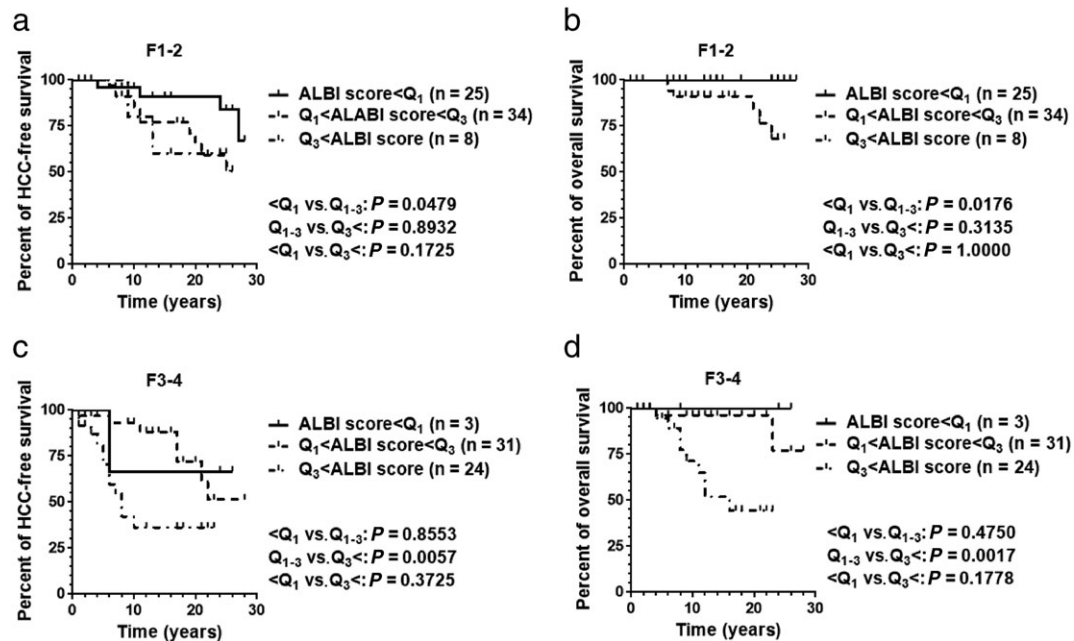 a
F1-2
Percent of HCC-free survival
100
75
50
25
0
0 10 20 30
Time (years)
ALBI score<Q1 (n = 25)
Q1<ALABI score<Q3 (n = 34)
Q3<ALBI score (n = 8)
<Q1 vs.Q1-3: P = 0.0479
Q1-3 vs.Q3<: P = 0.8932
<Q1 vs.Q3<: P = 0.1725
b
F1-2
Percent of overall survival
100
75
50
25
0
0 10 20 30
Time (years)
ALBI score<Q1 (n = 25)
Q1<ALBI score<Q3 (n = 34)
Q3<ALBI score (n = 8)
<Q1 vs.Q1-3: P = 0.0176
Q1-3 vs.Q3<: P = 0.3135
<Q1 vs.Q3<: P = 1.0000
c
F3-4
Percent of HCC-free survival
100
75
50
25
0
0 10 20 30
Time (years)
ALBI score<Q1 (n = 3)
Q1<ALBI score<Q3 (n = 31)
Q3<ALBI score (n = 24)
<Q1 vs.Q1-3: P = 0.8553
Q1-3 vs.Q3<: P = 0.0057
<Q1 vs.Q3<: P = 0.3725
d
F3-4
Percent of overall survival
100
75
50
25
0
0 10 20 30
Time (years)
ALBI score<Q1 (n = 3)
Q1<ALBI score<Q3 (n = 31)
Q3<ALBI score (n = 24)
<Q1 vs.Q1-3: P = 0.4750
Q1-3 vs.Q3<: P = 0.0017
<Q1 vs.Q3<: P = 0.1778